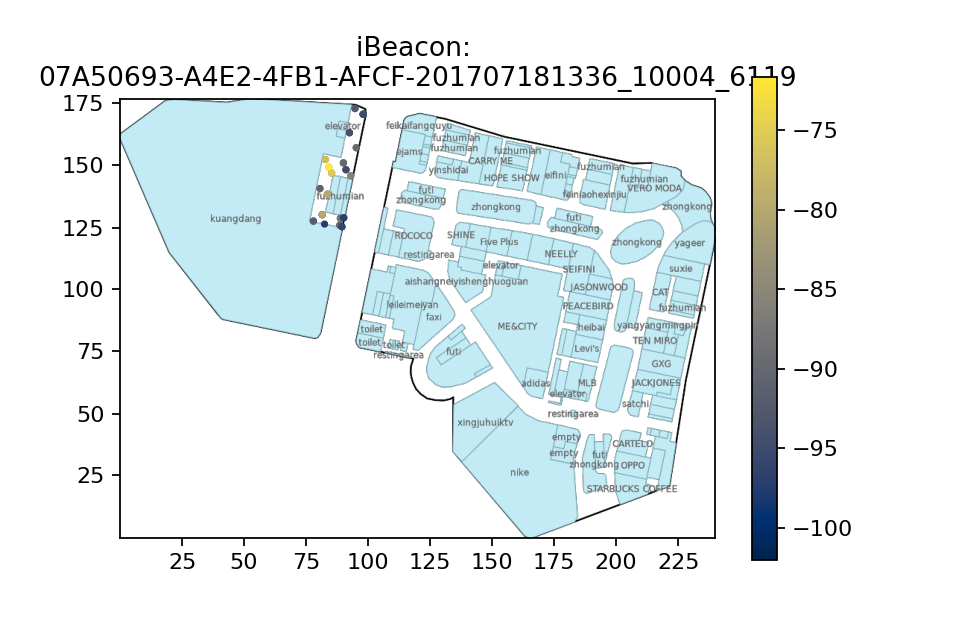 iBeacon:
07A50693-A4E2-4FB1-AFCF-201707181336_10004_6119
175
150
125
100
75
50
25
25 50 75 100 125 150 175 200 225
−75
−80
−85
−90
−95
−100
elevator
fuzhumian
kuangdang
feikaifangquyu
fuzhumian
fuzhumian
ejams
CARRY ME
fuzhumian
yinshidai
HOPE SHOW
eifini
fuzhumian
feiniaohexinjiu
fuzhumian
VERO MODA
zhongkong
futi
zhongkong
zhongkong
futi
zhongkong
zhongkong
yageer
ROCOCO
SHINE
Five Plus
restingarea
elevator
NEELLY
SEIFINI
suxie
aishangneiyishenghuoguan
JASONWOOD
CAT
leileimeiyan
faxi
PEACEBIRD
fuzhumian
toilet
toilet
toilet
restingarea
ME&CITY
heibai
yangyangmingpin
TEN MIRO
futi
Levi's
GXG
adidas
MLB
elevator
JACKJONES
satchi
restingarea
xingjuhuiktv
empty
empty
CARTELO
futi
zhongkong
OPPO
nike
STARBUCKS COFFEE